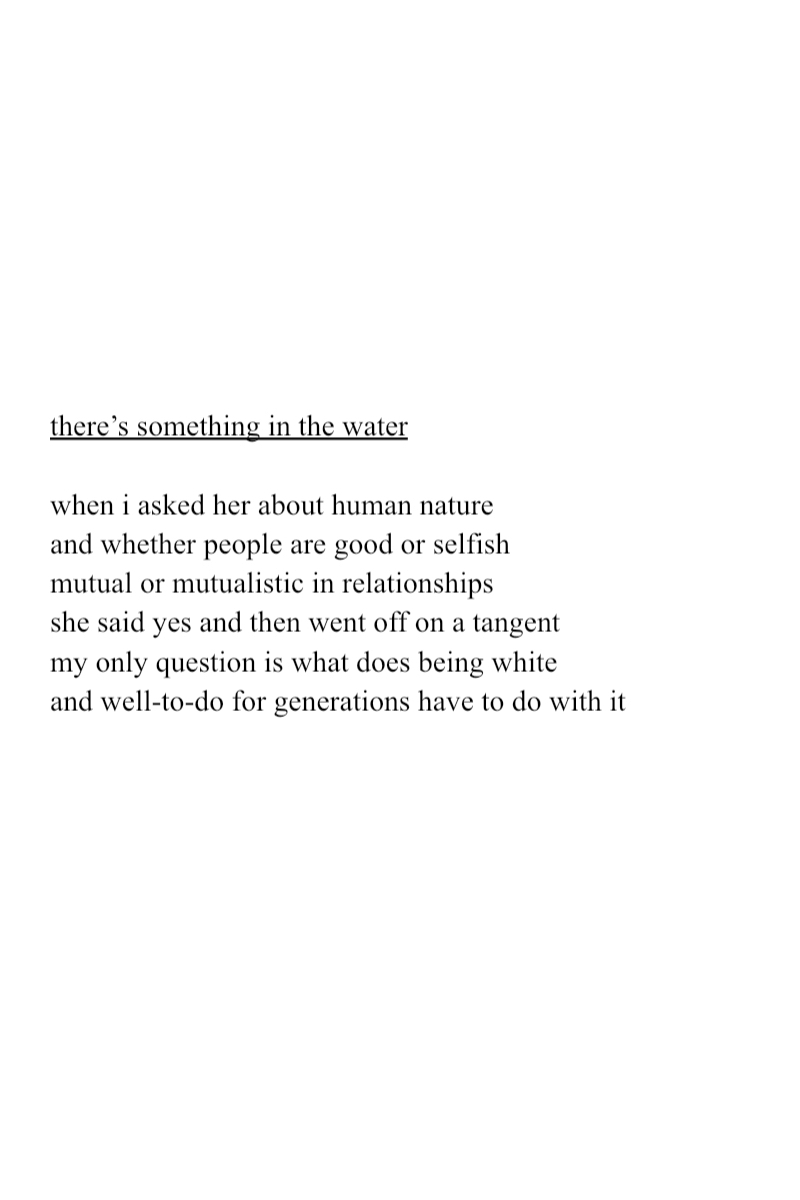 there’s something in the water
when i asked her about human nature
and whether people are good or selfish
mutual or mutualistic in relationships
she said yes and then went off on a tangent
my only question is what does being white
and well-to-do for generations have to do with it